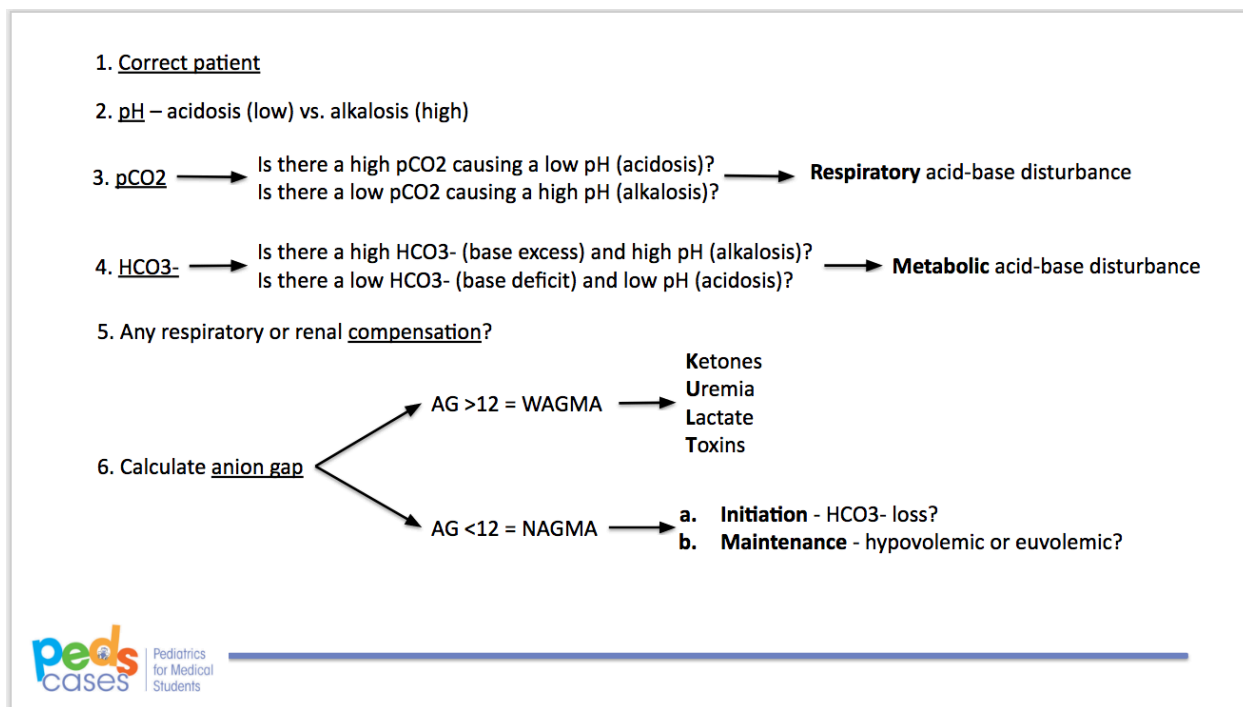 1. Correct patient
2. pH – acidosis (low) vs. alkalosis (high)
3. pCO2
Is there a high pCO2 causing a low pH (acidosis)?
Is there a low pCO2 causing a high pH (alkalosis)?
Respiratory acid-base disturbance
4. HCO3-
Is there a high HCO3- (base excess) and high pH (alkalosis)?
Is there a low HCO3- (base deficit) and low pH (acidosis)?
Metabolic acid-base disturbance
5. Any respiratory or renal compensation?
6. Calculate anion gap
AG >12 = WAGMA
Ketones
Uremia
Lactate
Toxins
AG <12 = NAGMA
a. Initiation - HCO3- loss?
b. Maintenance - hypovolemic or euvolemic?
peds
cases
Pediatrics
for Medical
Students